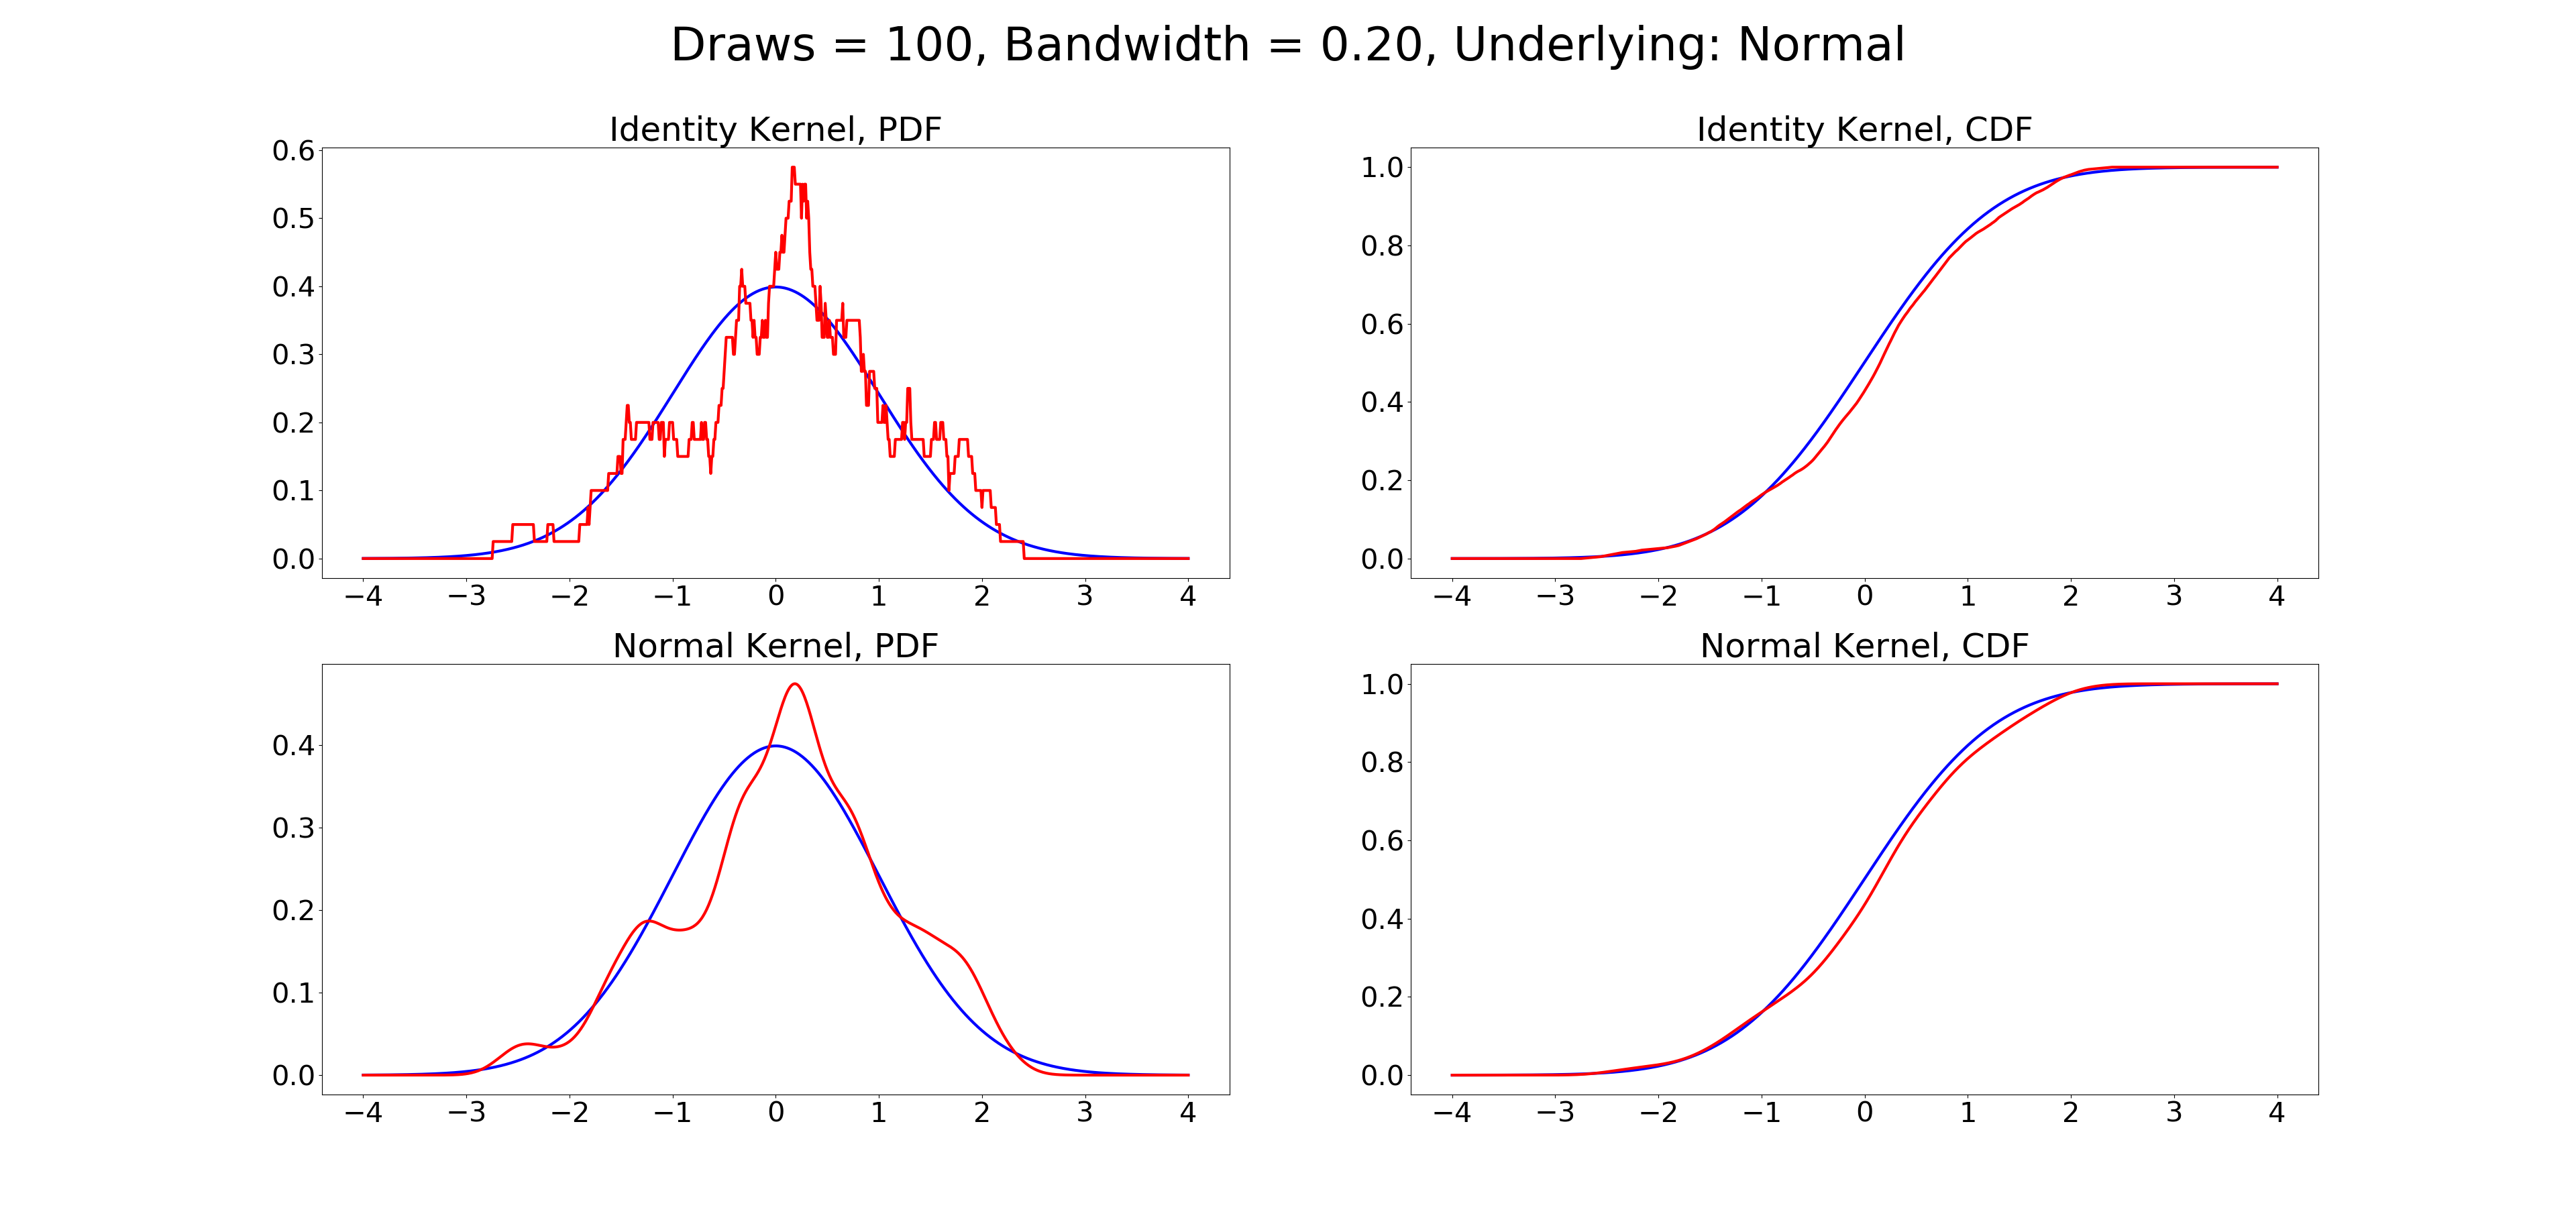 Draws = 100, Bandwidth = 0.20, Underlying: Normal
Identity Kernel, PDF
0.6
0.5
0.4
0.3
0.2
0.1
0.0
−4 −3 −2 −1 0 1 2 3 4
Identity Kernel, CDF
1.0
0.8
0.6
0.4
0.2
0.0
−4 −3 −2 −1 0 1 2 3 4
Normal Kernel, PDF
0.4
0.3
0.2
0.1
0.0
−4 −3 −2 −1 0 1 2 3 4
Normal Kernel, CDF
1.0
0.8
0.6
0.4
0.2
0.0
−4 −3 −2 −1 0 1 2 3 4